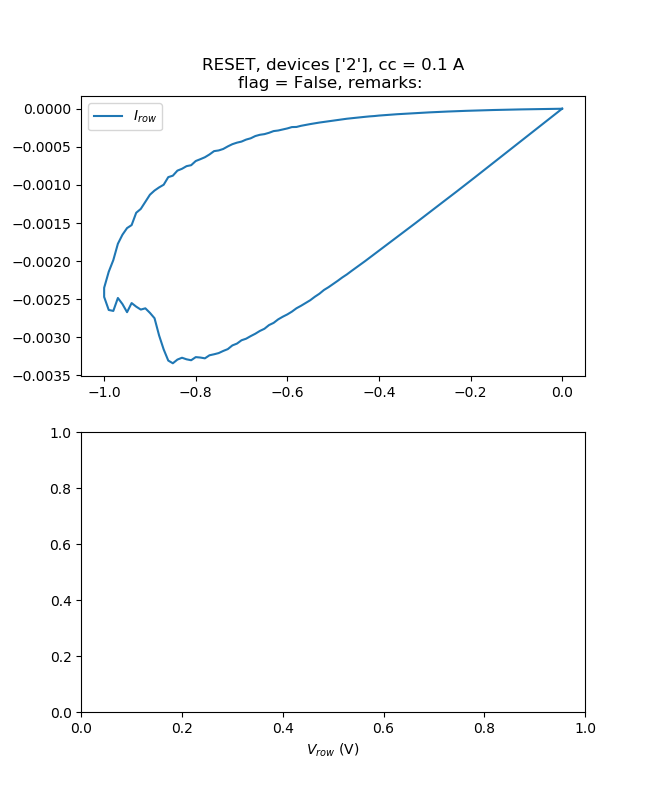 RESET, devices ['2'], cc = 0.1 A
flag = False, remarks:
I_row
0.0000
−0.0005
−0.0010
−0.0015
−0.0020
−0.0025
−0.0030
−0.0035
−1.0 −0.8 −0.6 −0.4 −0.2 0.0
1.0
0.8
0.6
0.4
0.2
0.0
0.0 0.2 0.4 0.6 0.8 1.0
V_row (V)